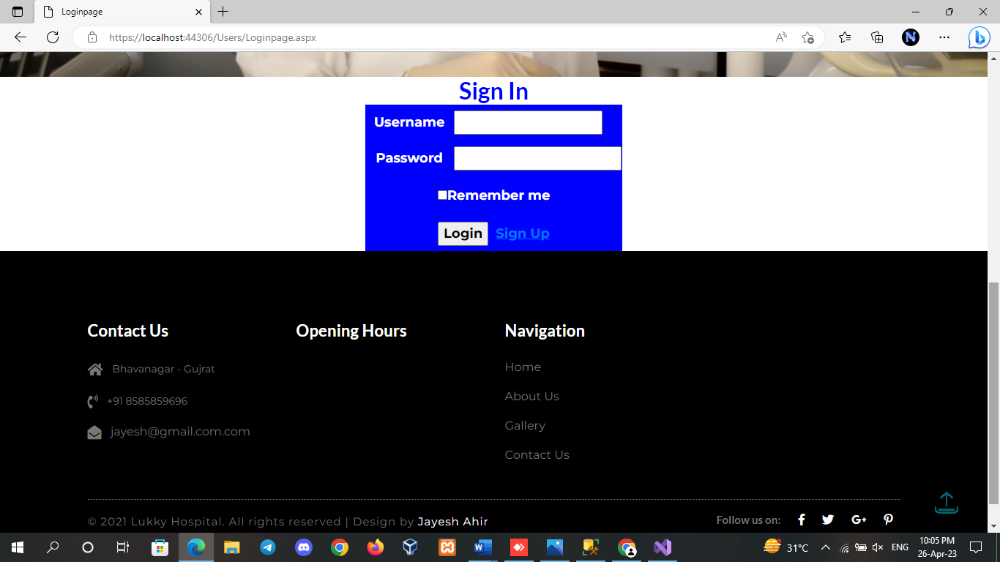 Loginpage
https://localhost:44306/Users/Loginpage.aspx
Sign In
Username
Password
Remember me
Login Sign Up
Contact Us
Bhavanagar - Gujrat
+91 8585859696
jayesh@gmail.com.com
Opening Hours
Navigation
Home
About Us
Gallery
Contact Us
© 2021 Lukky Hospital. All rights reserved | Design by Jayesh Ahir
Follow us on:
31°C
ENG
10:05 PM
26-Apr-23